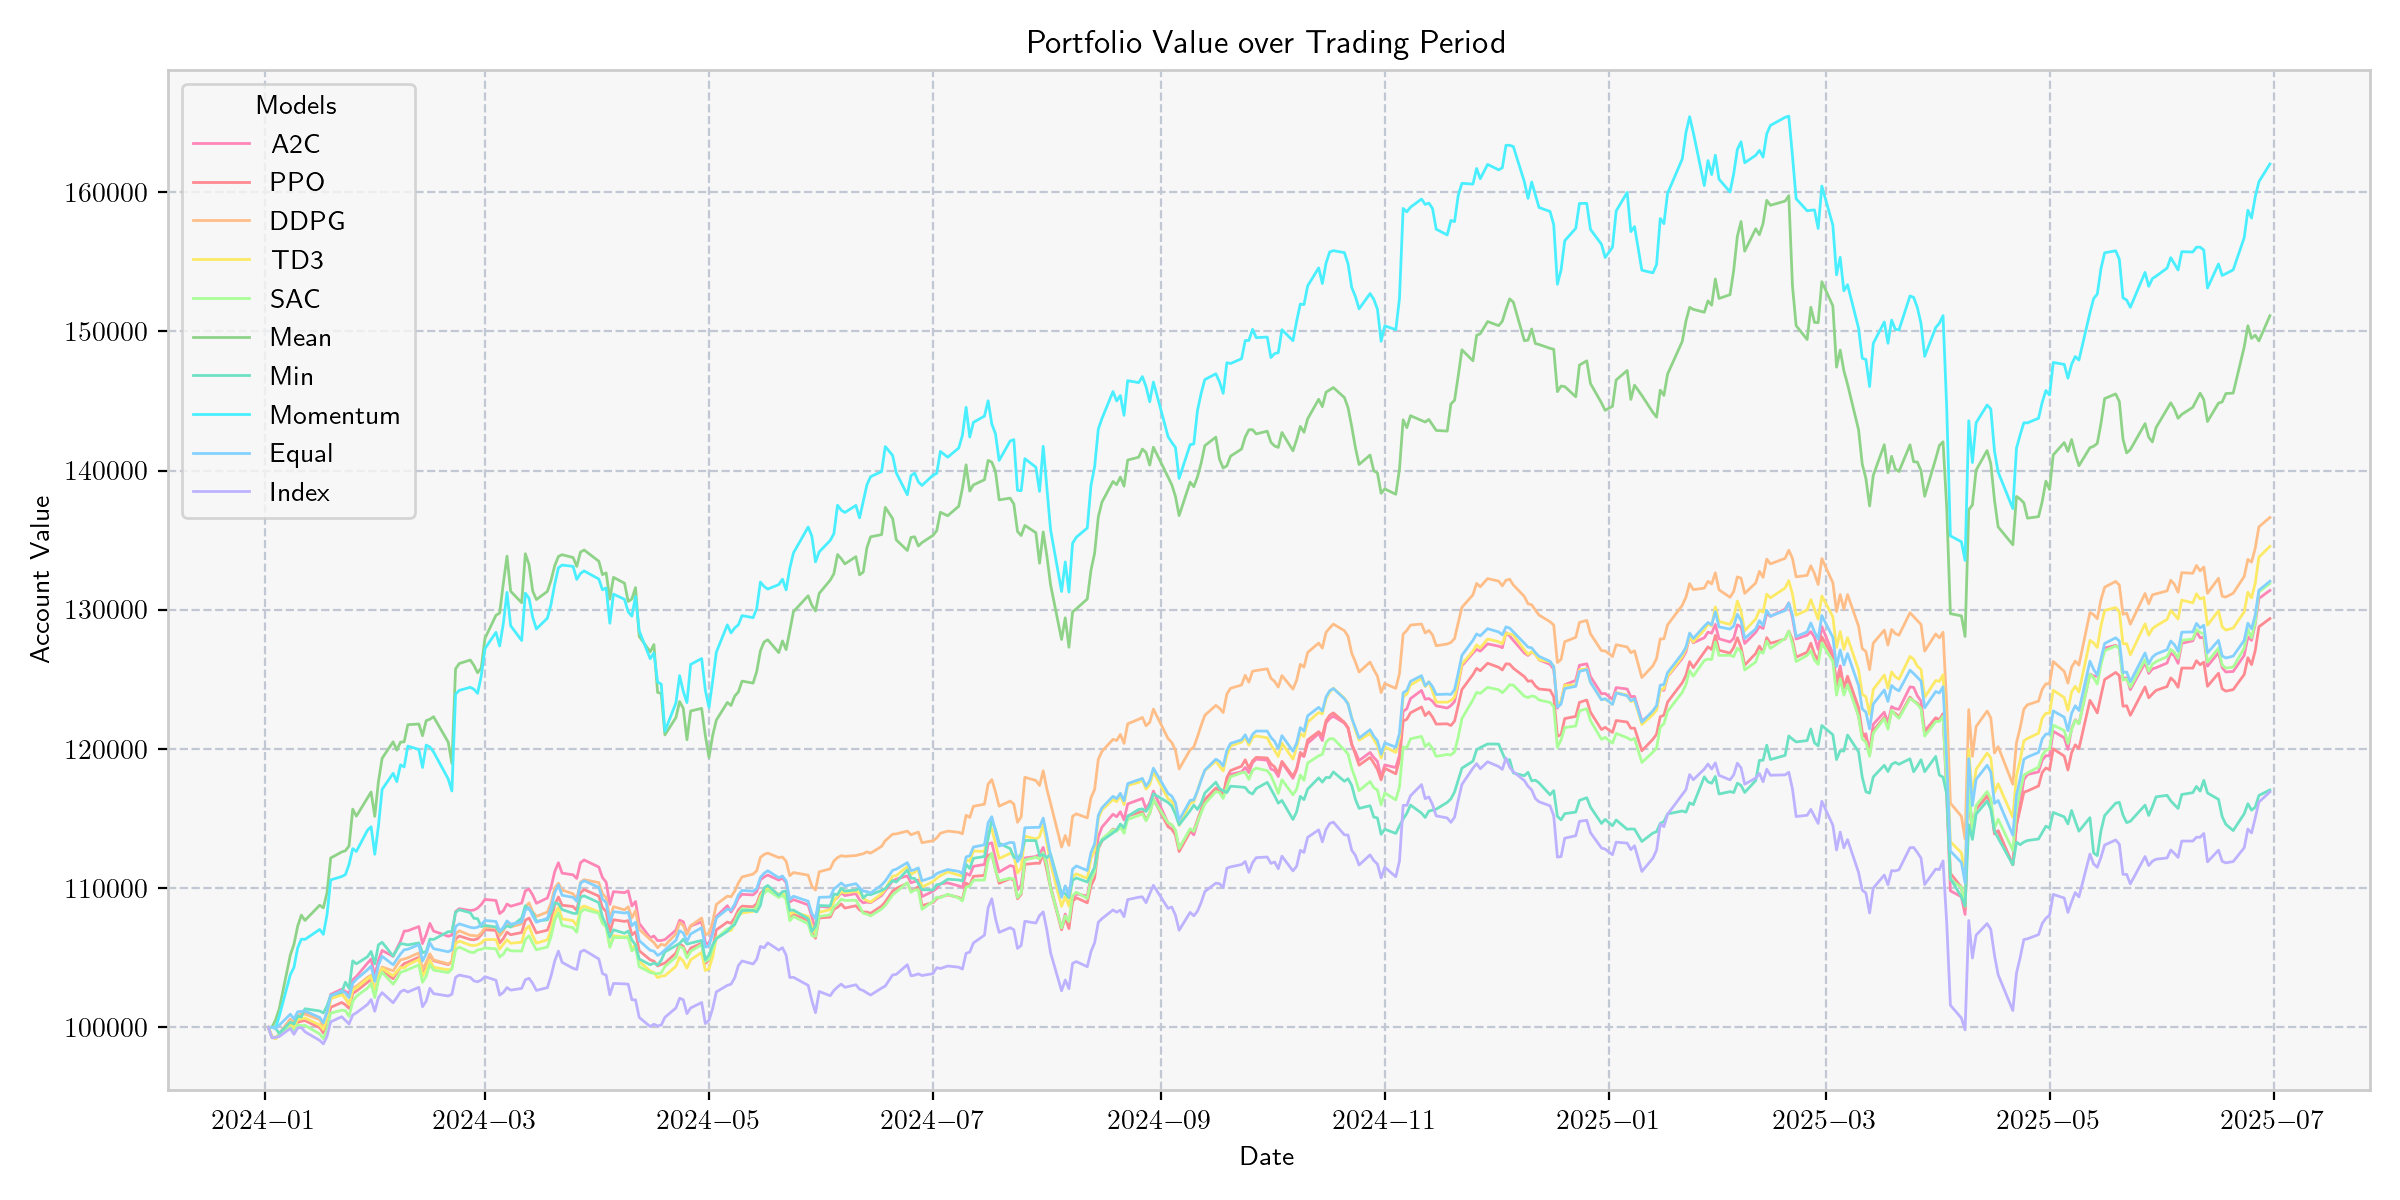 Portfolio Value over Trading Period
Models
A2C
PPO
DDPG
TD3
SAC
Mean
Min
Momentum
Equal
Index
Account Value
160000
150000
140000
130000
120000
110000
100000
2024−01 2024−03 2024−05 2024−07 2024−09 2024−11 2025−01 2025−03 2025−05 2025−07
Date